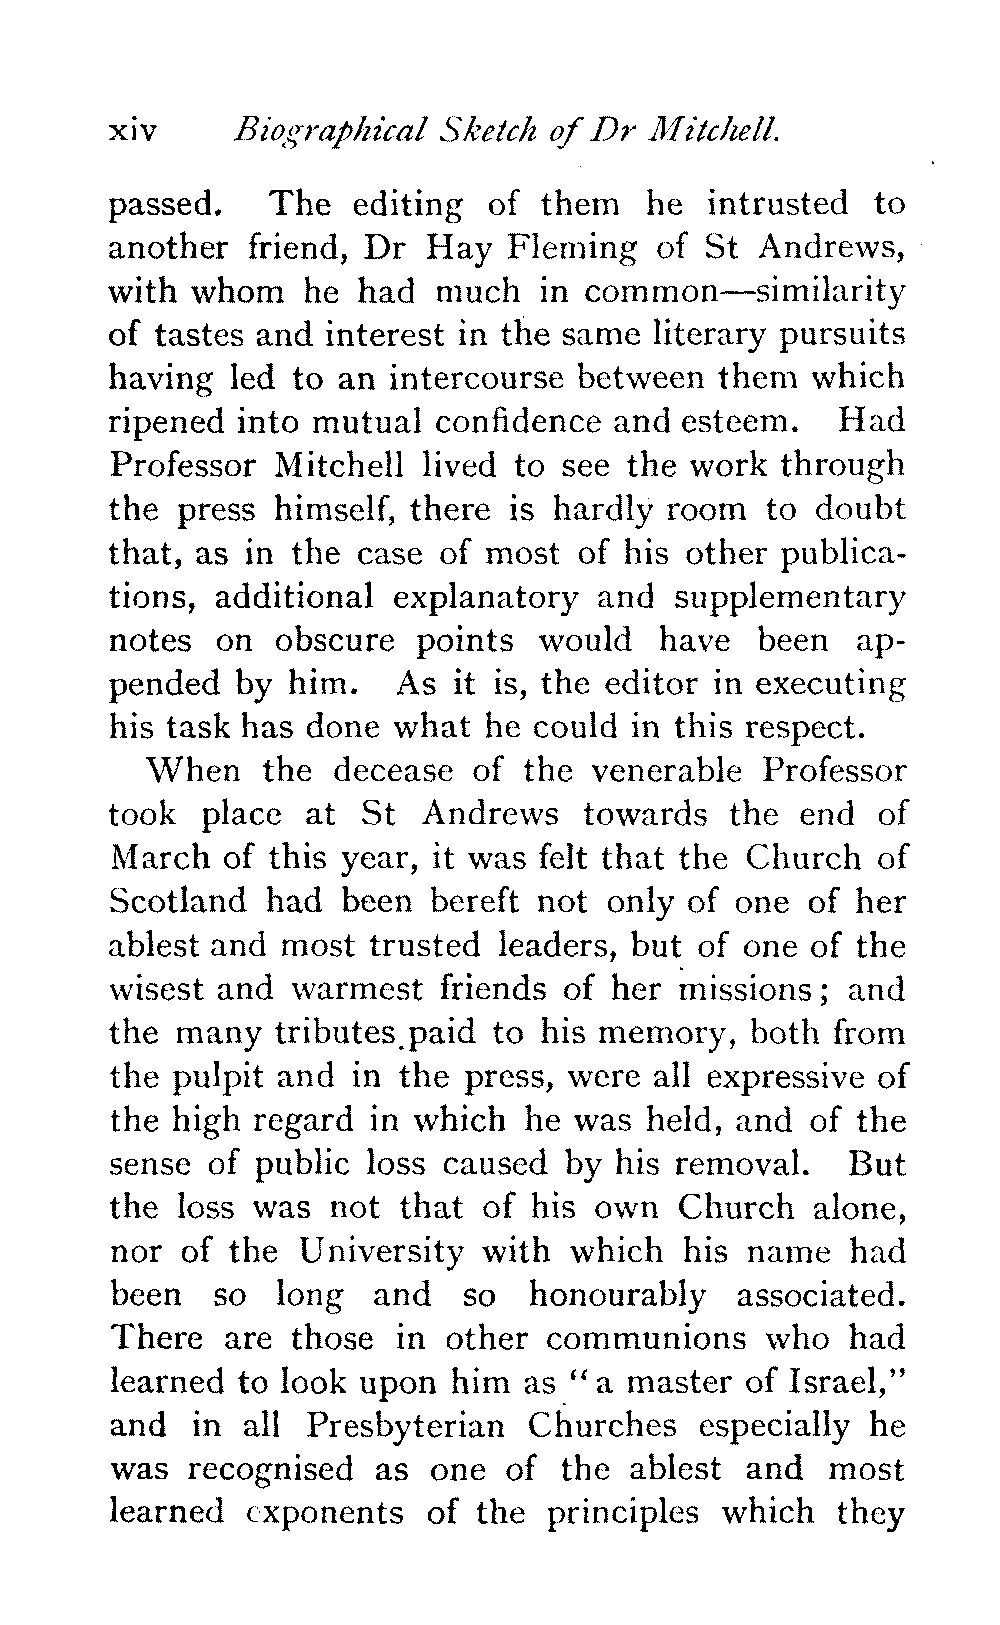 xiv Biographical Sketch of Dr Mitchell.
passed. The editing of them he intrusted to
another friend, Dr Hay Fleming of St Andrews,
with whom he had much in common—similarity
of tastes and interest in the same literary pursuits
having led to an intercourse between them which
ripened into mutual confidence and esteem. Had
Professor Mitchell lived to see the work through
the press himself, there is hardly room to doubt
that, as in the case of most of his other publica-
tions, additional explanatory and supplementary
notes on obscure points would have been ap-
pended by him. As it is, the editor in executing
his task has done what he could in this respect.
When the decease of the venerable Professor
took place at St Andrews towards the end of
March of this year, it was felt that the Church of
Scotland had been bereft not only of one of her
ablest and most trusted leaders, but of one of the
wisest and warmest friends of her missions; and
the many tributes paid to his memory, both from
the pulpit and in the press, were all expressive of
the high regard in which he was held, and of the
sense of public loss caused by his removal. But
the loss was not that of his own Church alone,
nor of the University with which his name had
been so long and so honourably associated.
There are those in other communions who had
learned to look upon him as “a master of Israel,”
and in all Presbyterian Churches especially he
was recognised as one of the ablest and most
learned exponents of the principles which they